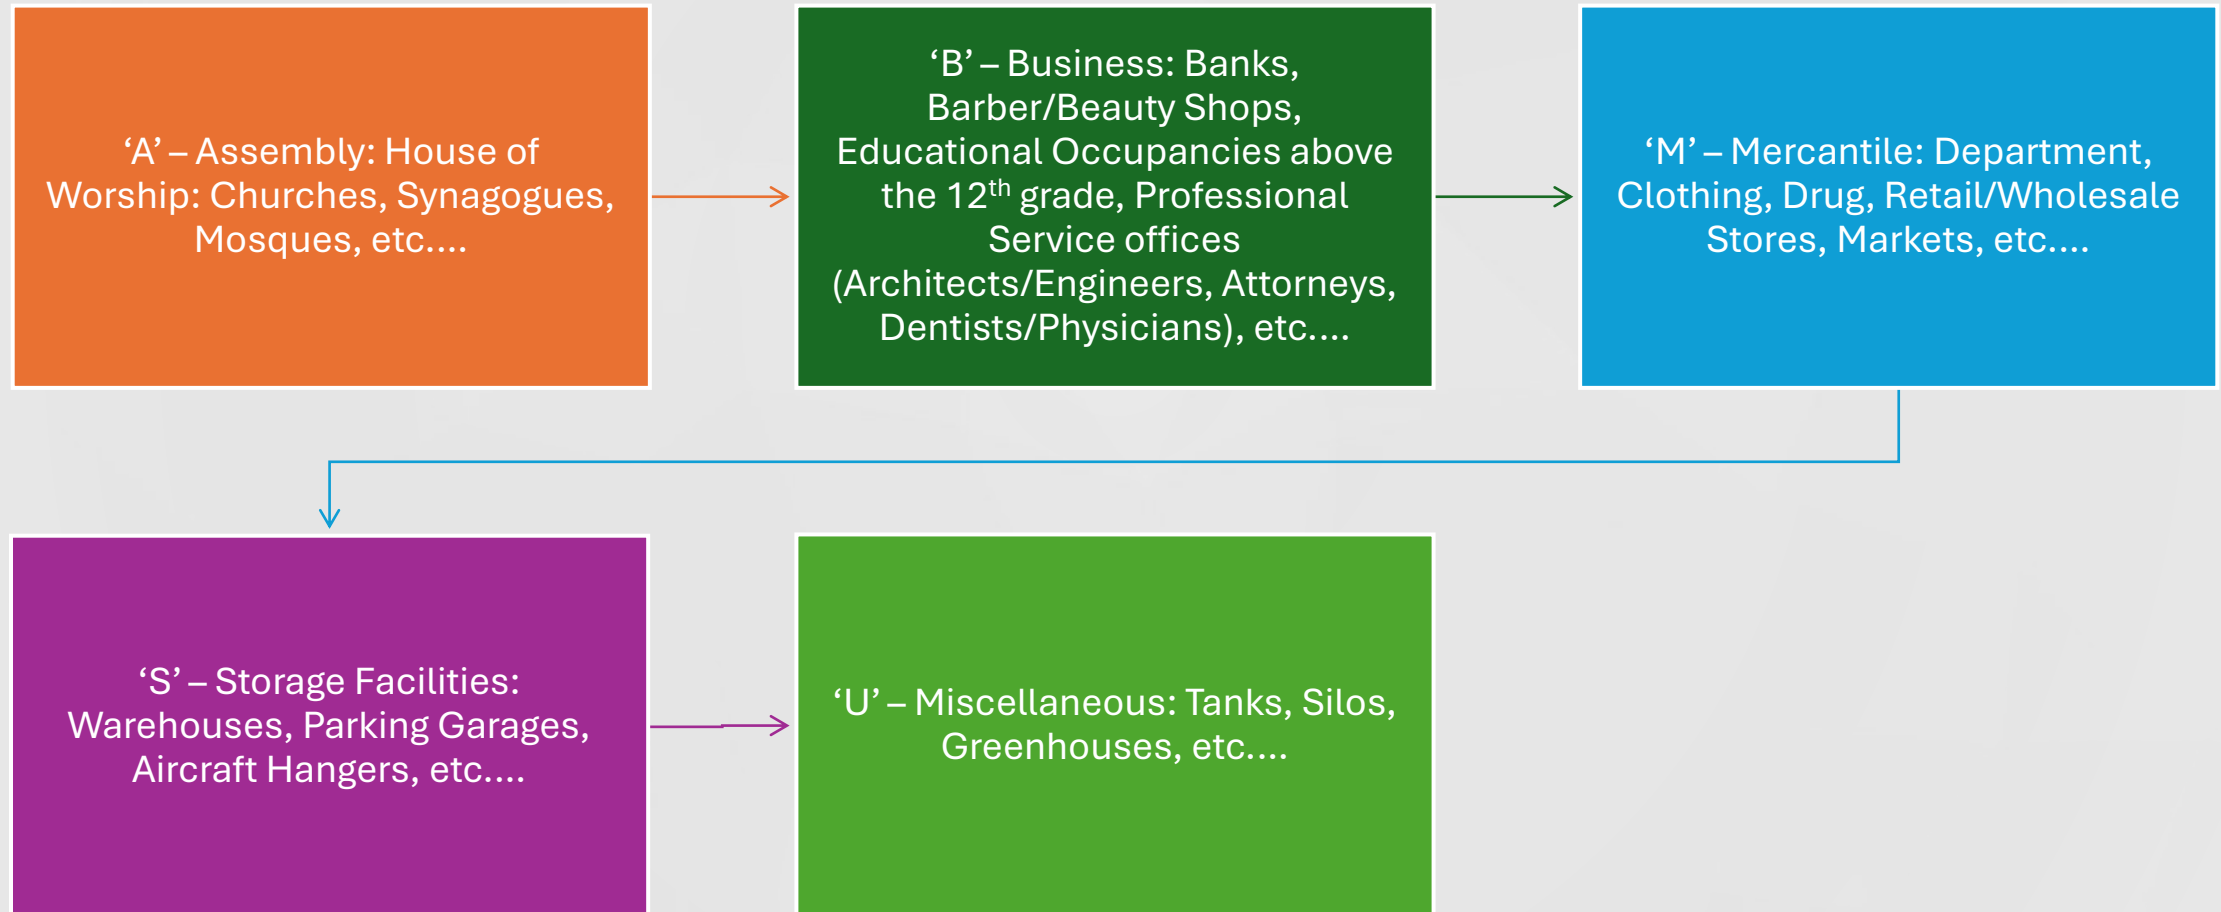 ‘A’ – Assembly: House of
Worship: Churches, Synagogues,
Mosques, etc....
‘B’ – Business: Banks,
Barber/Beauty Shops,
Educational Occupancies above
the 12th grade, Professional
Service offices
(Architects/Engineers, Attorneys,
Dentists/Physicians), etc....
‘M’ – Mercantile: Department,
Clothing, Drug, Retail/Wholesale
Stores, Markets, etc....
‘S’ – Storage Facilities:
Warehouses, Parking Garages,
Aircraft Hangers, etc....
‘U’ – Miscellaneous: Tanks, Silos,
Greenhouses, etc....